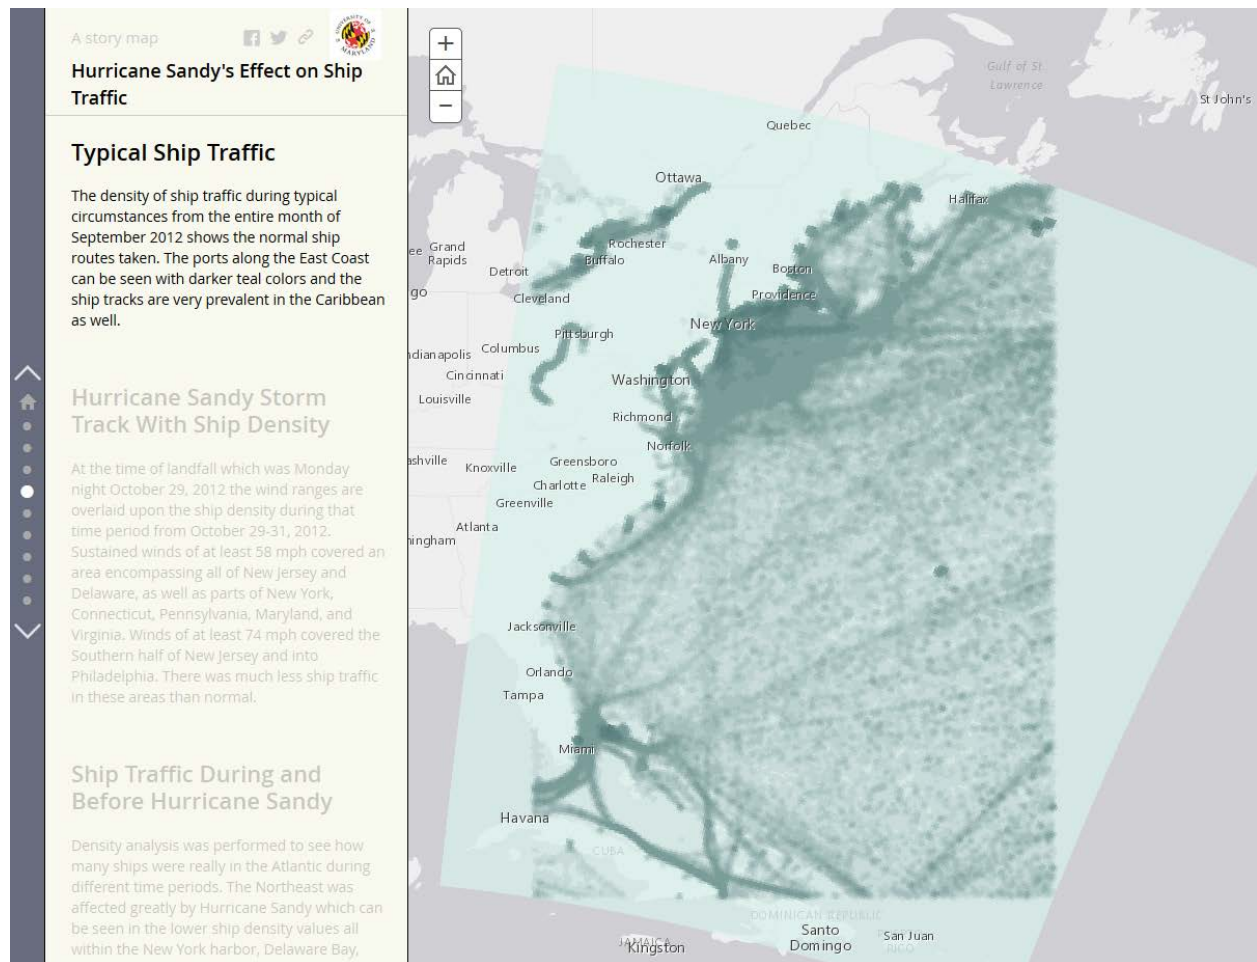 A story map
UNIVERSITY OF
MARYLAND
Hurricane Sandy's Effect on Ship
Traffic
Typical Ship Traffic
The density of ship traffic during typical
circumstances from the entire month of
September 2012 shows the normal ship
routes taken. The ports along the East Coast
can be seen with darker teal colors and the
ship tracks are very prevalent in the Caribbean
as well.
Hurricane Sandy Storm
Track With Ship Density
At the time of landfall which was Monday
night October 29, 2012 the wind ranges are
overlaid upon the ship density during that
time period from October 29-31, 2012.
Sustained winds of at least 58 mph covered an
area encompassing all of New Jersey and
Delaware, as well as parts of New York,
Connecticut, Pennsylvania, Maryland, and
Virginia. Winds of at least 74 mph covered the
Southern half of New Jersey and into
Philadelphia. There was much less ship traffic
in these areas than normal.
Ship Traffic During and
Before Hurricane Sandy
Density analysis was performed to see how
many ships were really in the Atlantic during
different time periods. The Northeast was
affected greatly by Hurricane Sandy which can
be seen in the lower ship density values all
within the New York harbor, Delaware Bay,
+
−
Gulf of St.
Lawrence
St John's
Quebec
Ottawa
Halifax
ee Grand
Rapids
Rochester
Buffalo
Albany
Boston
Detroit
go
Cleveland
Providence
New York
Pittsburgh
ndianapolis
Columbus
Cincinnati
Washington
Louisville
Richmond
Norfolk
ashville
Knoxville
Greensboro
Charlotte
Raleigh
Greenville
Atlanta
ningham
Jacksonville
Orlando
Tampa
Miami
Havana
CUBA
DOMINICAN REPUBLIC
Santo
Domingo
San Juan
RICO
JAMAICA
Kingston